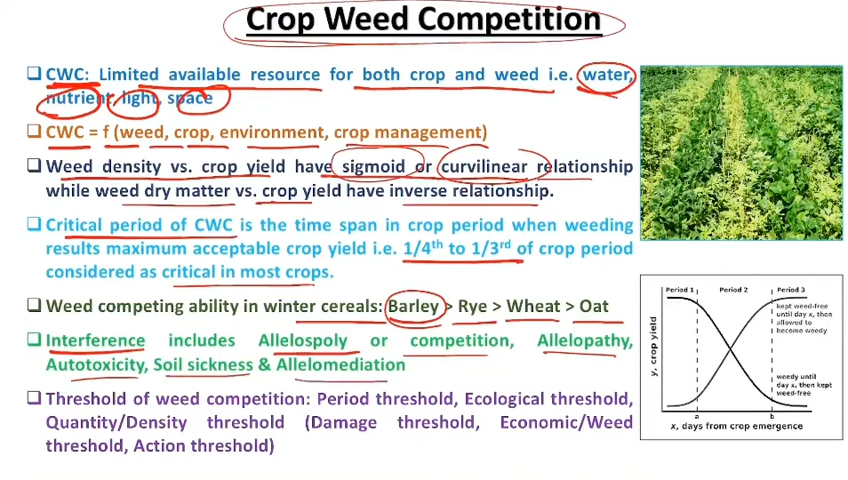 Crop Weed Competition
CWC: Limited available resource for both crop and weed i.e. water,
nutrient, light, space
CWC = f (weed, crop, environment, crop management)
Weed density vs. crop yield have sigmoid or curvilinear relationship
while weed dry matter vs. crop yield have inverse relationship.
Critical period of CWC is the time span in crop period when weeding
results maximum acceptable crop yield i.e. 1/4th to 1/3rd of crop period
considered as critical in most crops.
Weed competing ability in winter cereals: Barley > Rye > Wheat > Oat
Interference includes Allelospoly or competition, Allelopathy,
Autotoxicity, Soil sickness & Allelomediation
Threshold of weed competition: Period threshold, Ecological threshold,
Quantity/Density threshold (Damage threshold, Economic/Weed
threshold, Action threshold)
Period 1 Period 2 Period 3
kept weed-free
until day x, then
allowed to
become weedy
y, crop yield
weedy until
day x, then kept
weed-free
a b
x, days from crop emergence